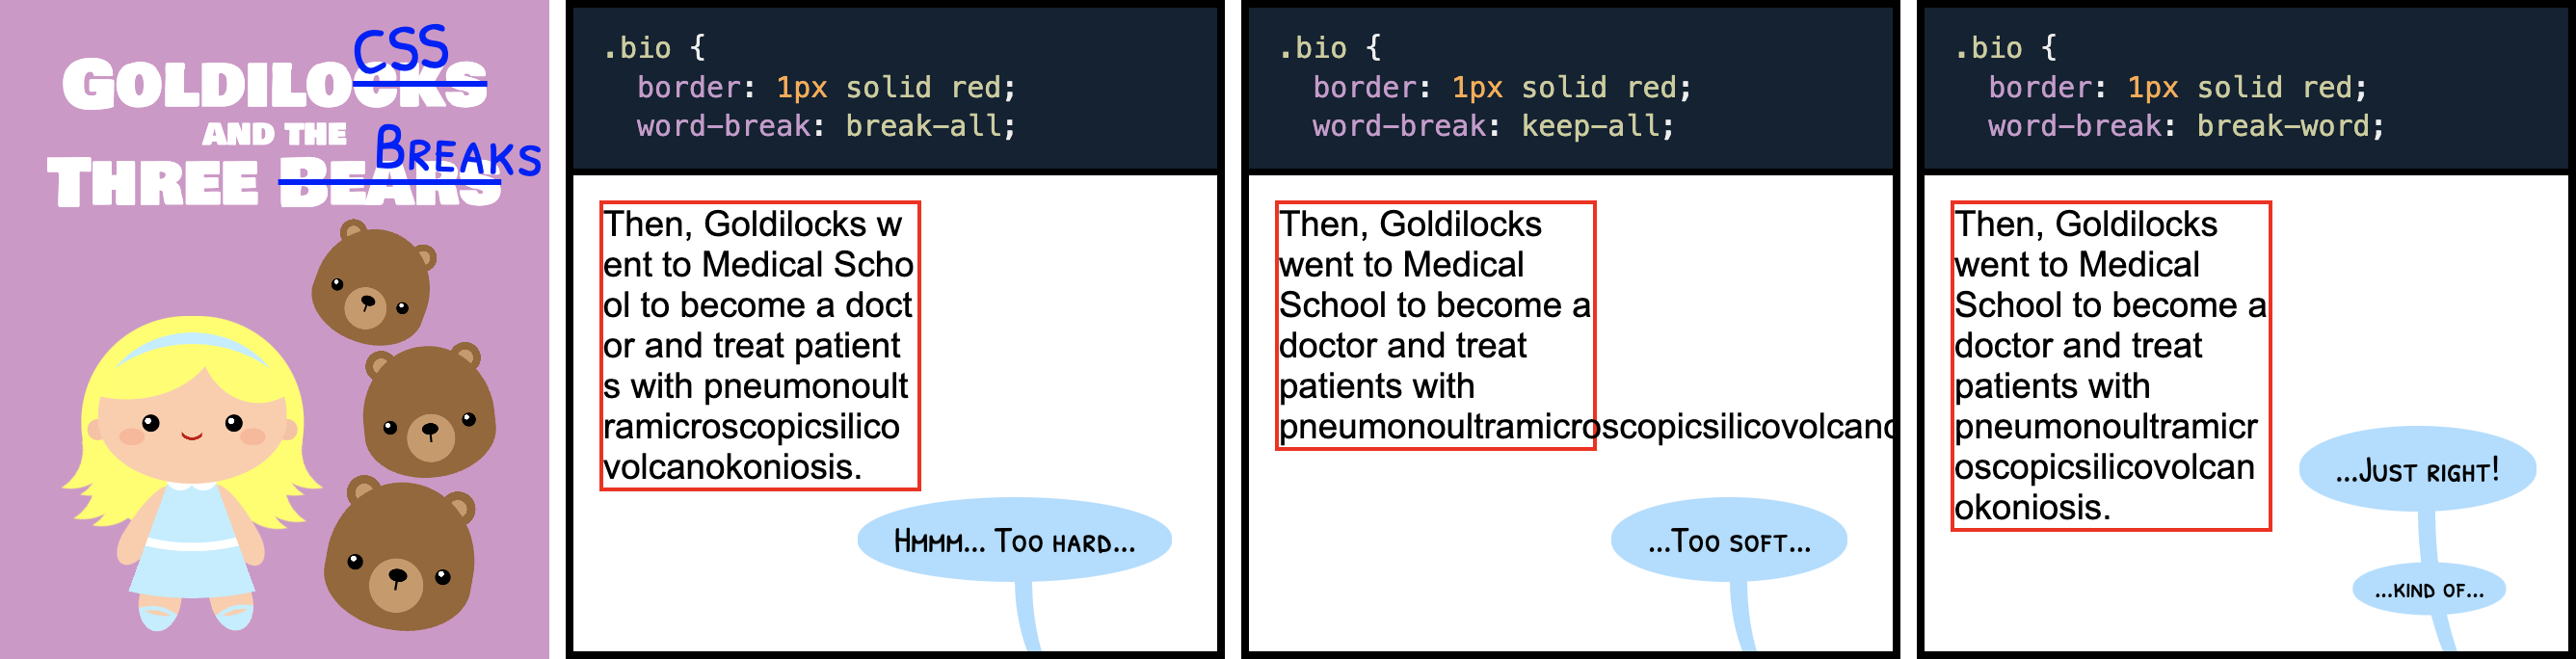 CSS
GOLDILOCKS
AND THE
BREAKS
THREE BEARS
.bio {
border: 1px solid red;
word-break: break-all;
Then, Goldilocks w
ent to Medical Scho
ol to become a doct
or and treat patient
s with pneumonoult
ramicroscopicsilico
volcanokoniosis.
HMMM... TOO HARD...
.bio {
border: 1px solid red;
word-break: keep-all;
Then, Goldilocks
went to Medical
School to become a
doctor and treat
patients with
pneumonoultramicroscopicsilicovolcano
...TOO SOFT...
.bio {
border: 1px solid red;
word-break: break-word;
Then, Goldilocks
went to Medical
School to become a
doctor and treat
patients with
pneumonoultramicr
oscopicsilicovolcan
okoniosis.
...JUST RIGHT!
...KIND OF...